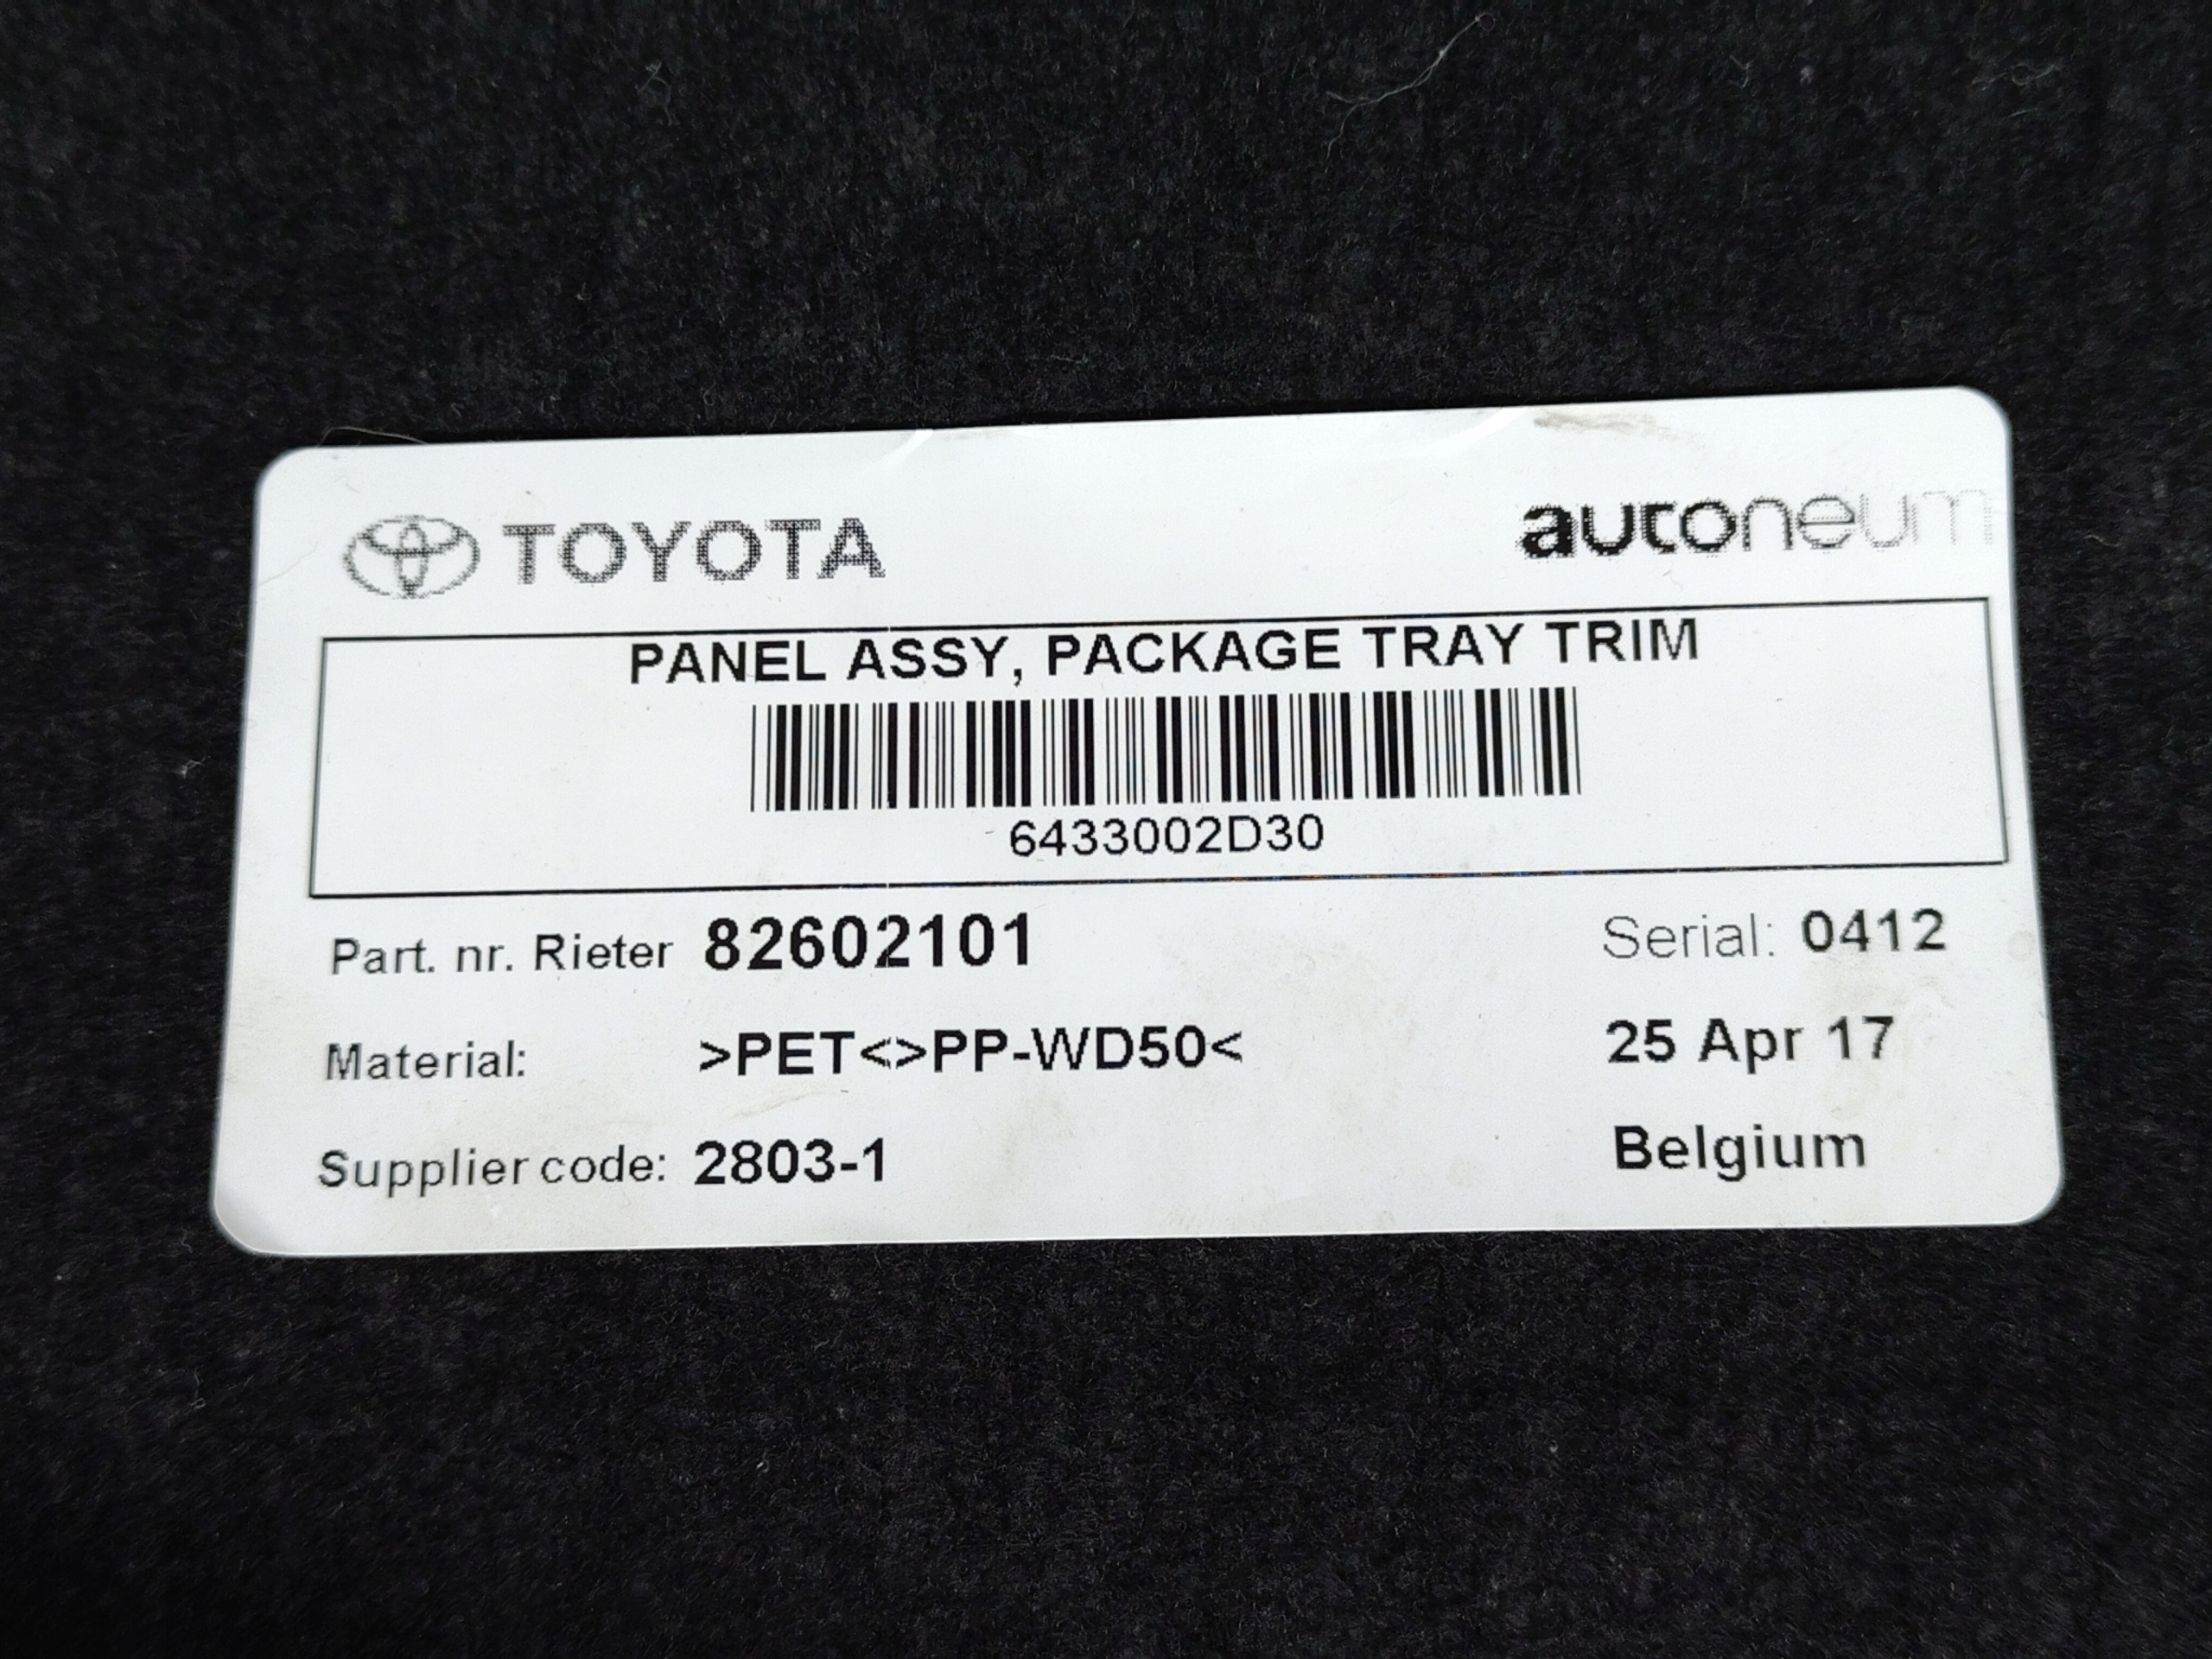 TOYOTA
autoneum
PANEL ASSY, PACKAGE TRAY TRIM
6433002D30
Part. nr. Rieter 82602101 Serial: 0412
Material: >PET<>PP-WD50< 25 Apr 17
Supplier code: 2803-1 Belgium